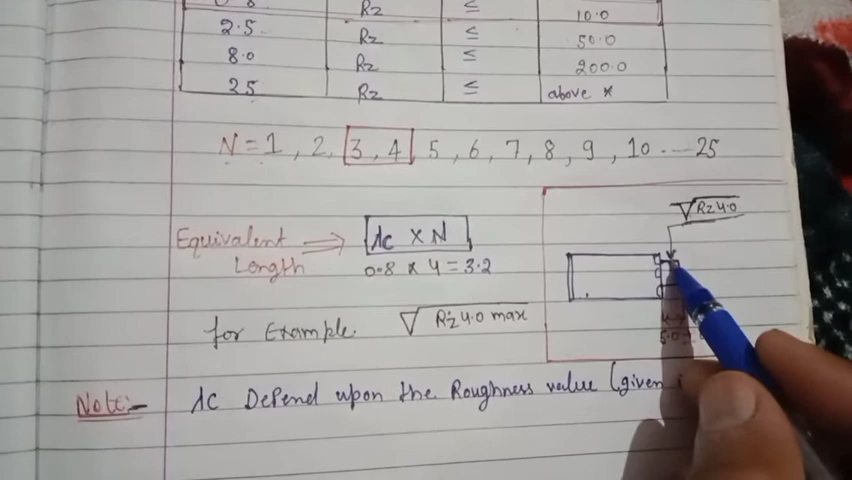 Rz ≤ 10.0
2.5 Rz ≤ 50.0
8.0 Rz ≤ 200.0
25 Rz ≤ above *
N = 1, 2, 3, 4, 5, 6, 7, 8, 9, 10 --- 25
√Rz 4.0
Equivalent Length ⇒ λc × N
0.8 × 4 = 3.2
for Example √Rz 4.0 max
Note:- λc Depend upon the Roughness value (given